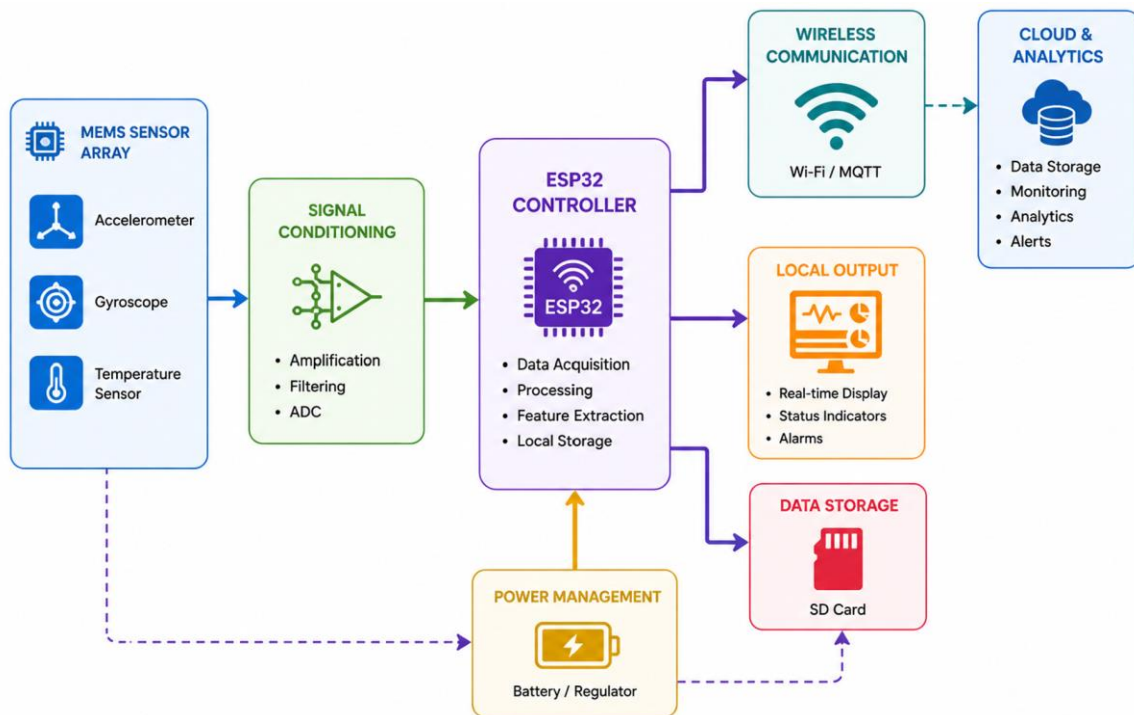 MEMS SENSOR
ARRAY
Accelerometer
Gyroscope
Temperature
Sensor
SIGNAL
CONDITIONING
• Amplification
• Filtering
• ADC
ESP32
CONTROLLER
ESP32
• Data Acquisition
• Processing
• Feature Extraction
• Local Storage
WIRELESS
COMMUNICATION
Wi-Fi / MQTT
CLOUD &
ANALYTICS
• Data Storage
• Monitoring
• Analytics
• Alerts
LOCAL OUTPUT
• Real-time Display
• Status Indicators
• Alarms
DATA STORAGE
SD Card
POWER MANAGEMENT
Battery / Regulator